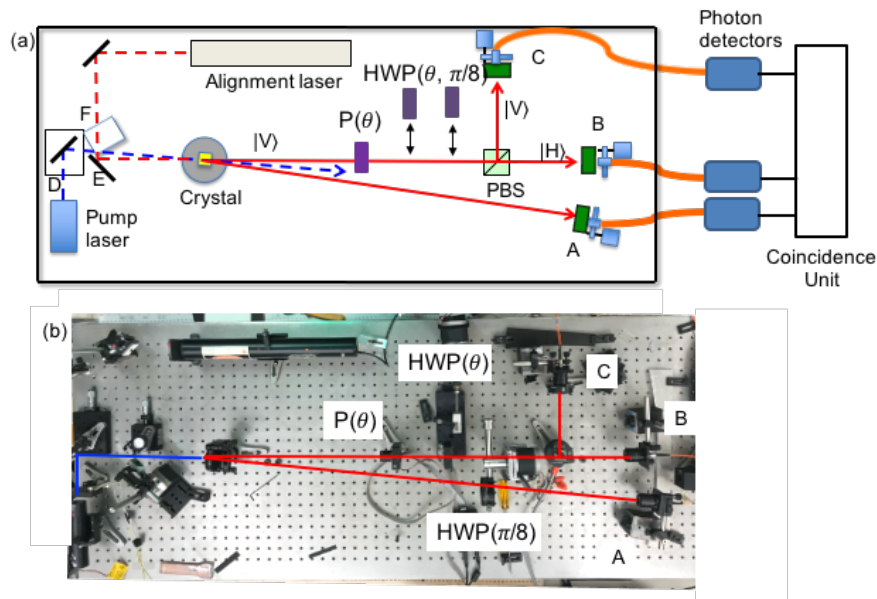 (a)
Photon
detectors
Alignment laser
HWP(θ, π/8)
C
F
|V⟩
P(θ)
|V⟩
B
|H⟩
D
E
Crystal
PBS
Pump
laser
A
Coincidence
Unit
(b)
HWP(θ)
C
P(θ)
B
HWP(π/8)
A